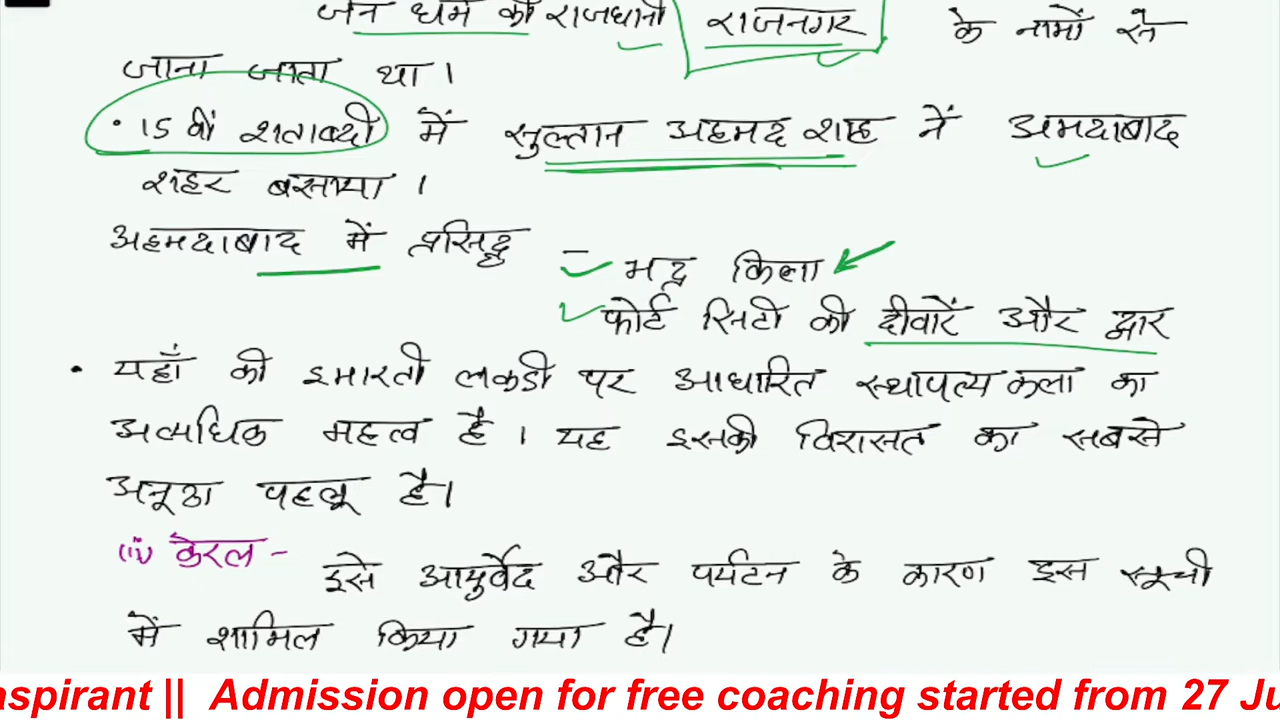 जैन धर्म की राजधानी राजनगर के नामों से
जाना जाता था।
• 15 वीं शताब्दी में सुल्तान अहमद शाह ने अमदाबाद
शहर बसाया ।
अहमदाबाद में प्रसिद्ध -
भद्र किला
फोर्ट सिटी की दीवारें और द्वार
• यहाँ की इमारती लकडी पर आधारित स्थापत्य कला का
अत्यधिक महत्व है । यह इसकी विरासत का सबसे
अनूठा पहलू है।
(ii) केरल -
इसे आयुर्वेद और पर्यटन के कारण इस सूची
में शामिल किया गया है।
aspirant || Admission open for free coaching started from 27 Ju